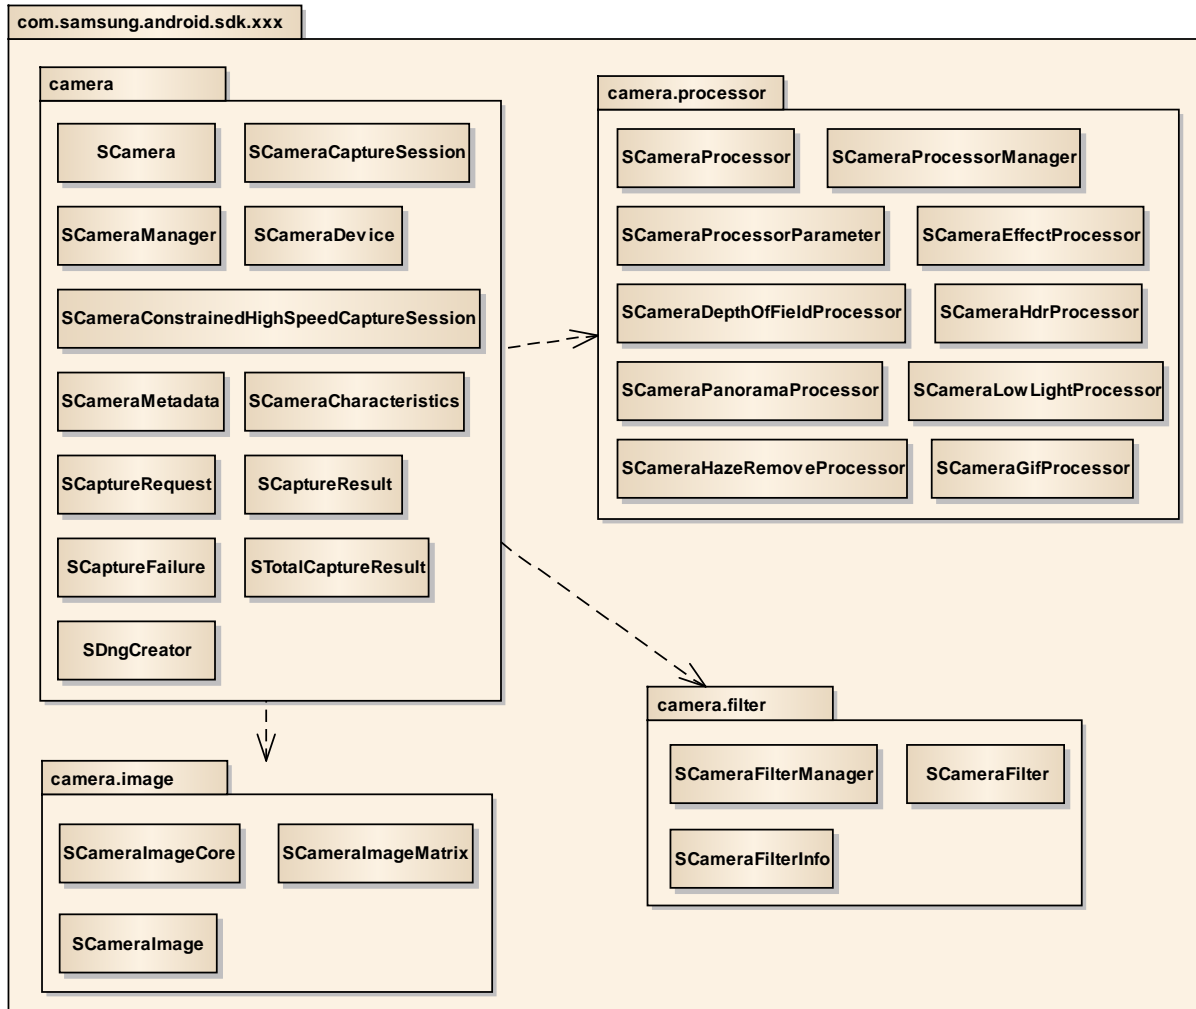 com.samsung.android.sdk.xxx
camera
SCamera
SCameraCaptureSession
SCameraManager
SCameraDevice
SCameraConstrainedHighSpeedCaptureSession
SCameraMetadata
SCameraCharacteristics
SCaptureRequest
SCaptureResult
SCaptureFailure
STotalCaptureResult
SDngCreator
camera.processor
SCameraProcessor
SCameraProcessorManager
SCameraProcessorParameter
SCameraEffectProcessor
SCameraDepthOfFieldProcessor
SCameraHdrProcessor
SCameraPanoramaProcessor
SCameraLowLightProcessor
SCameraHazeRemoveProcessor
SCameraGifProcessor
camera.filter
SCameraFilterManager
SCameraFilter
SCameraFilterInfo
camera.image
SCameraImageCore
SCameraImageMatrix
SCameraImage